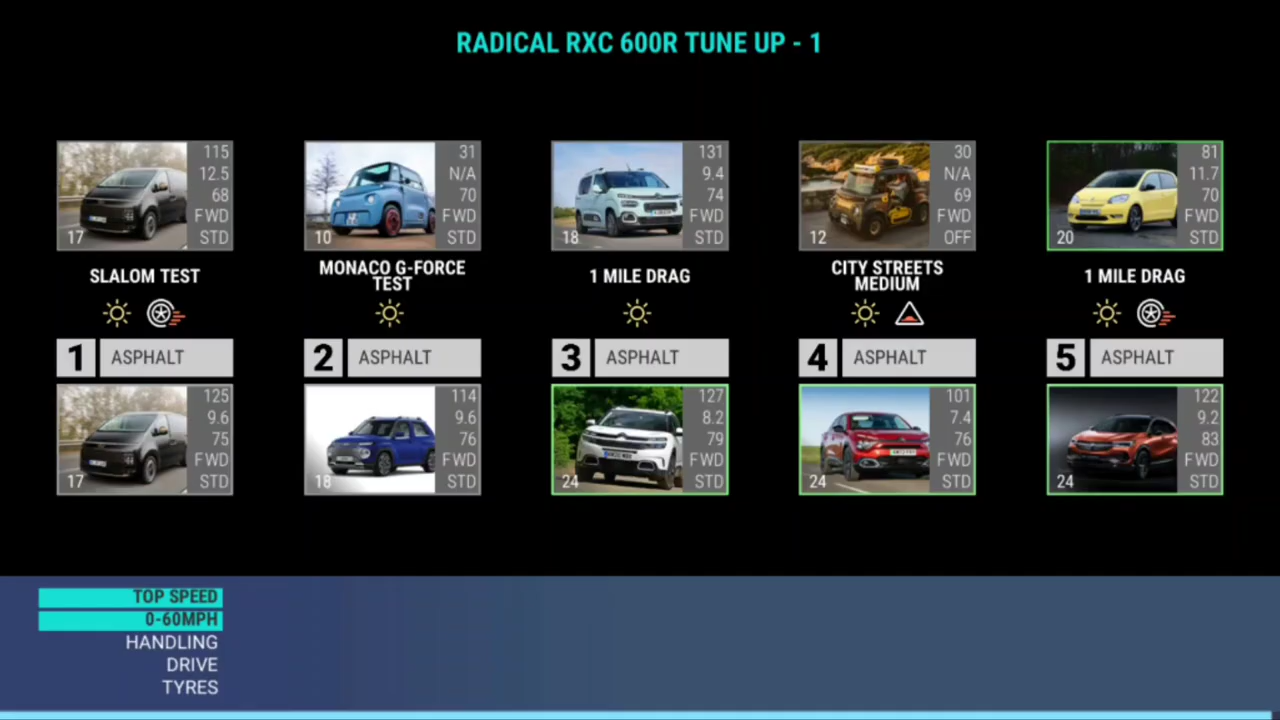 RADICAL RXC 600R TUNE UP - 1
115
12.5
68
FWD
STD
17
31
N/A
70
FWD
STD
10
131
9.4
74
FWD
STD
18
30
N/A
69
FWD
OFF
12
81
11.7
70
FWD
STD
20
SLALOM TEST
MONACO G-FORCE
TEST
1 MILE DRAG
CITY STREETS
MEDIUM
1 MILE DRAG
1 ASPHALT
2 ASPHALT
3 ASPHALT
4 ASPHALT
5 ASPHALT
125
9.6
75
FWD
STD
17
114
9.6
76
FWD
STD
18
127
8.2
79
FWD
STD
24
101
7.4
76
FWD
STD
24
122
9.2
83
FWD
STD
24
TOP SPEED
0-60MPH
HANDLING
DRIVE
TYRES